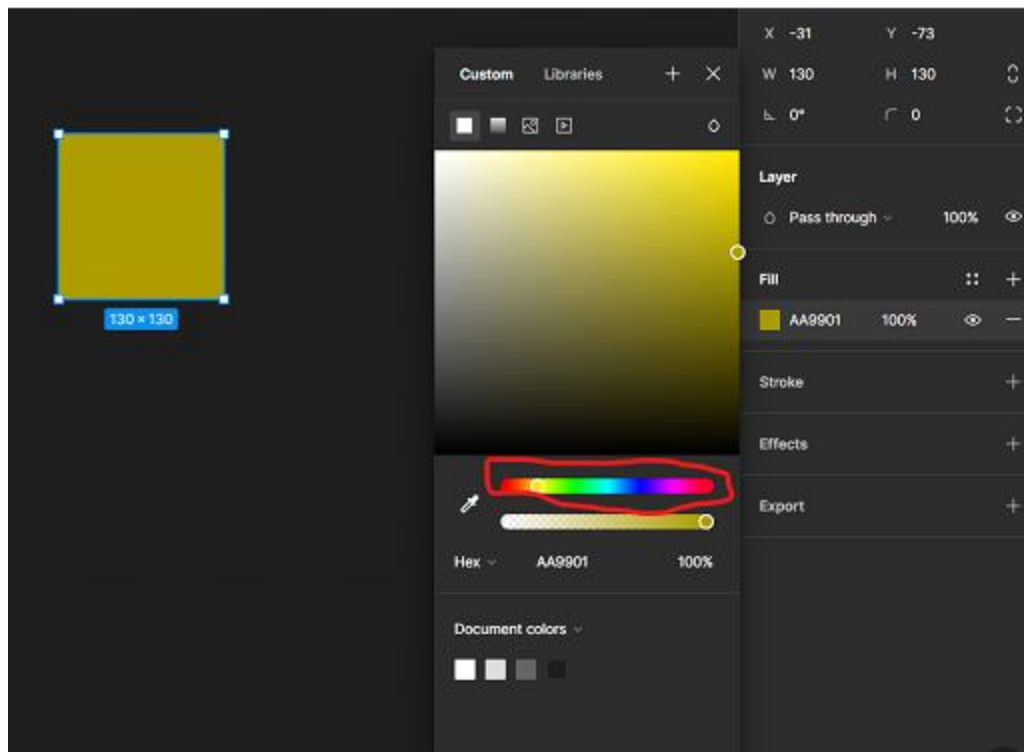 Custom Libraries
X -31 Y -73
W 130 H 130
0° 0
Layer
Pass through 100%
Fill
AA9901 100%
130 × 130
Stroke
Effects
Export
Hex AA9901 100%
Document colors